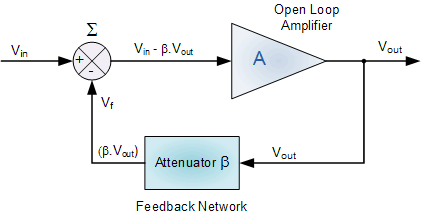 Open Loop
Amplifier
Σ
Vin
Vin - β.Vout
Vout
+
-
A
Vf
(β.Vout)
Attenuator β
Vout
Feedback Network